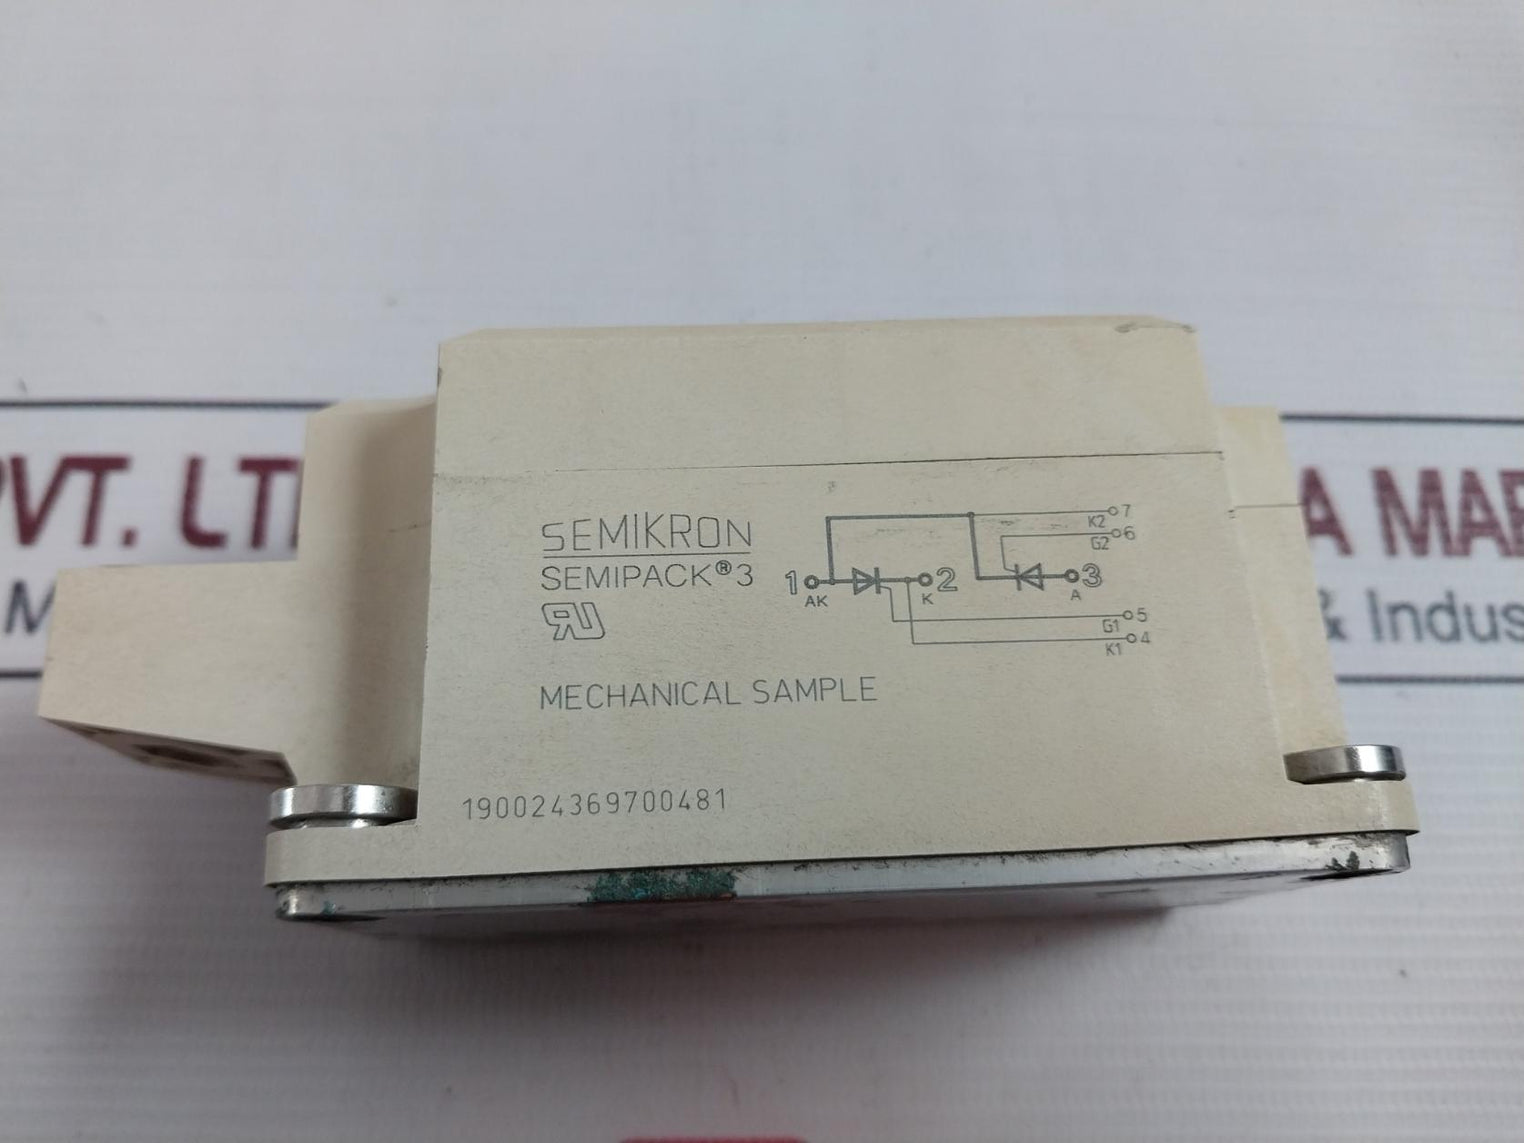 PVT. LT
A MAR
& Indus
SEMIKRON
SEMIPACK®3
MECHANICAL SAMPLE
190024369700481
1 AK
K 2
A 3
K2 7
G2 6
G1 5
K1 4